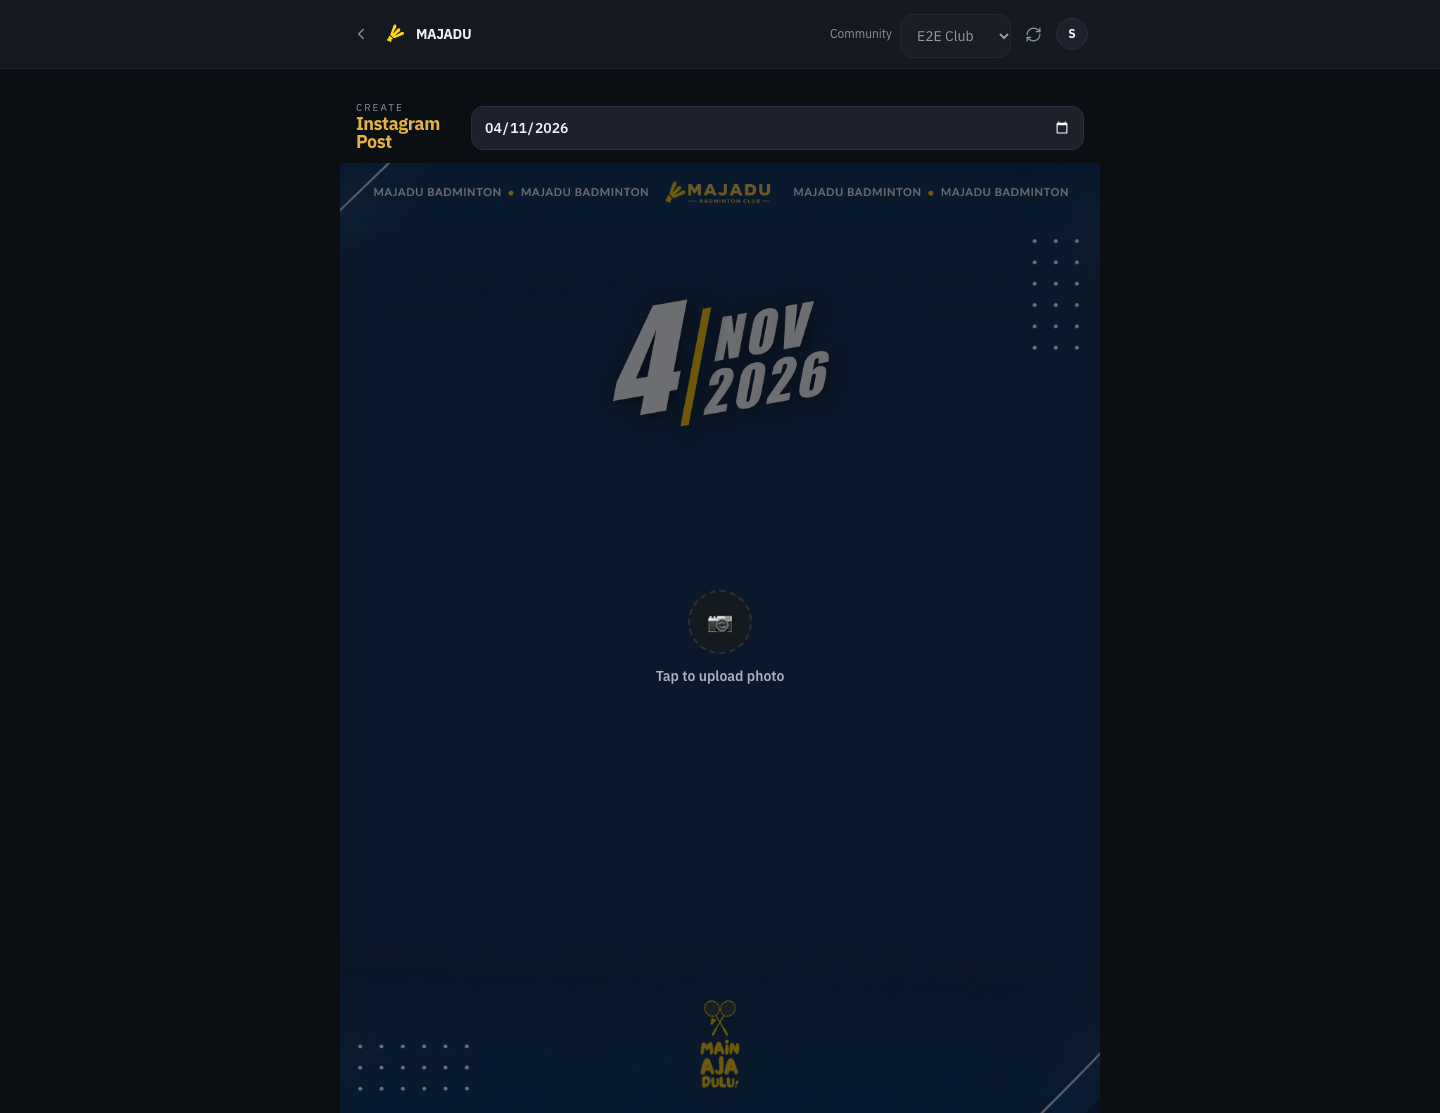 MAJADU
Community
E2E Club
S
CREATE
Instagram
Post
04/11/2026
MAJADU BADMINTON • MAJADU BADMINTON
MAJADU
BADMINTON CLUB
MAJADU BADMINTON • MAJADU BADMINTON
4
NOV
2026
Tap to upload photo
MAIN
AJA
DULU!